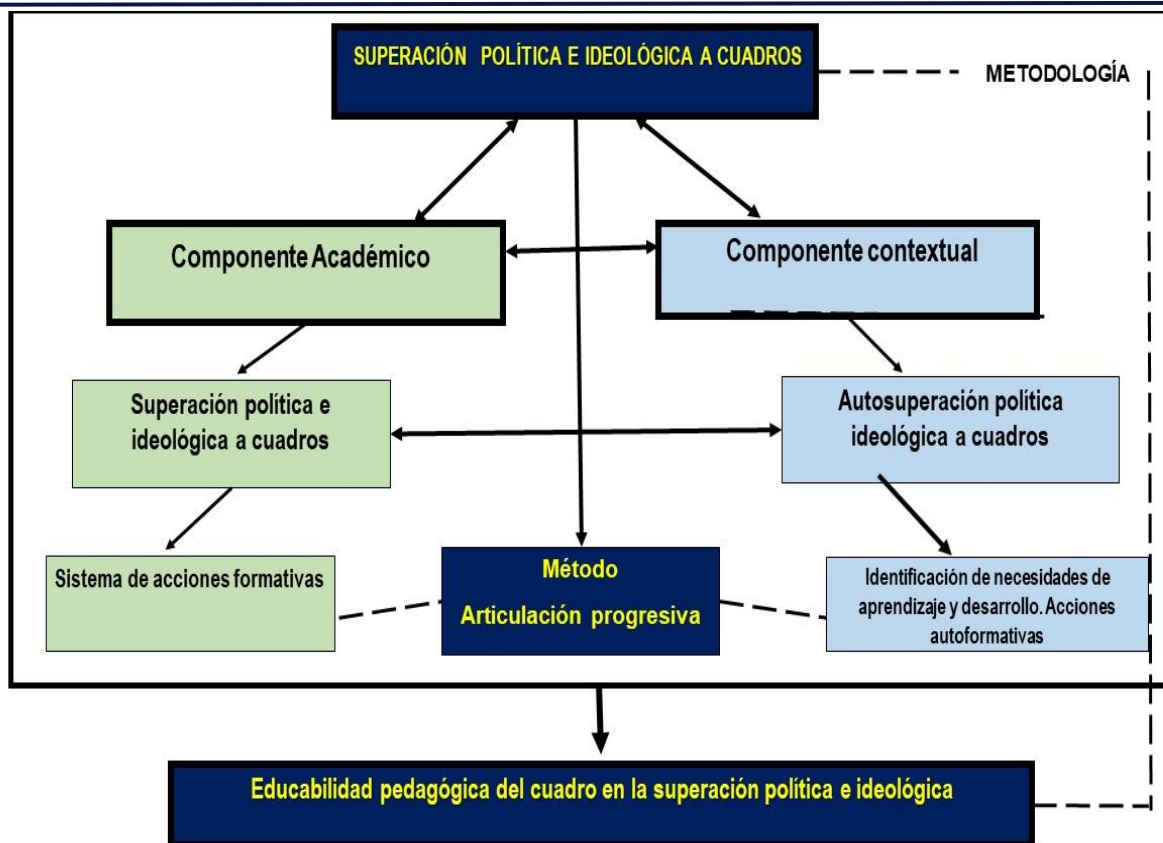 SUPERACIÓN POLÍTICA E IDEOLÓGICA A CUADROS
METODOLOGÍA
Componente Académico
Componente contextual
Superación política e
ideológica a cuadros
Autosuperación política
ideológica a cuadros
Sistema de acciones formativas
Método
Articulación progresiva
Identificación de necesidades de
aprendizaje y desarrollo. Acciones
autoformativas
Educabilidad pedagógica del cuadro en la superación política e ideológica